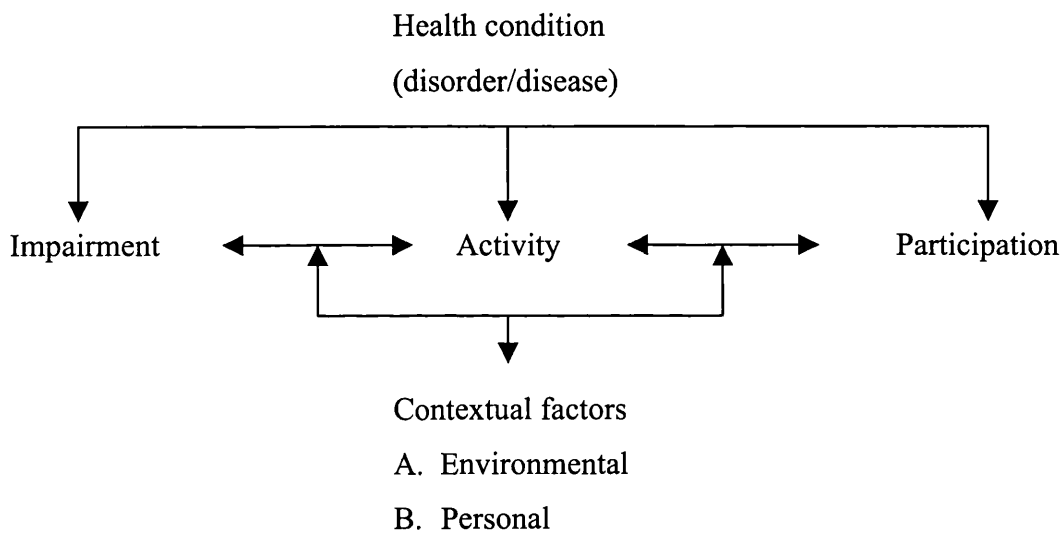 Health condition
(disorder/disease)
Impairment
Activity
Participation
Contextual factors
A. Environmental
B. Personal